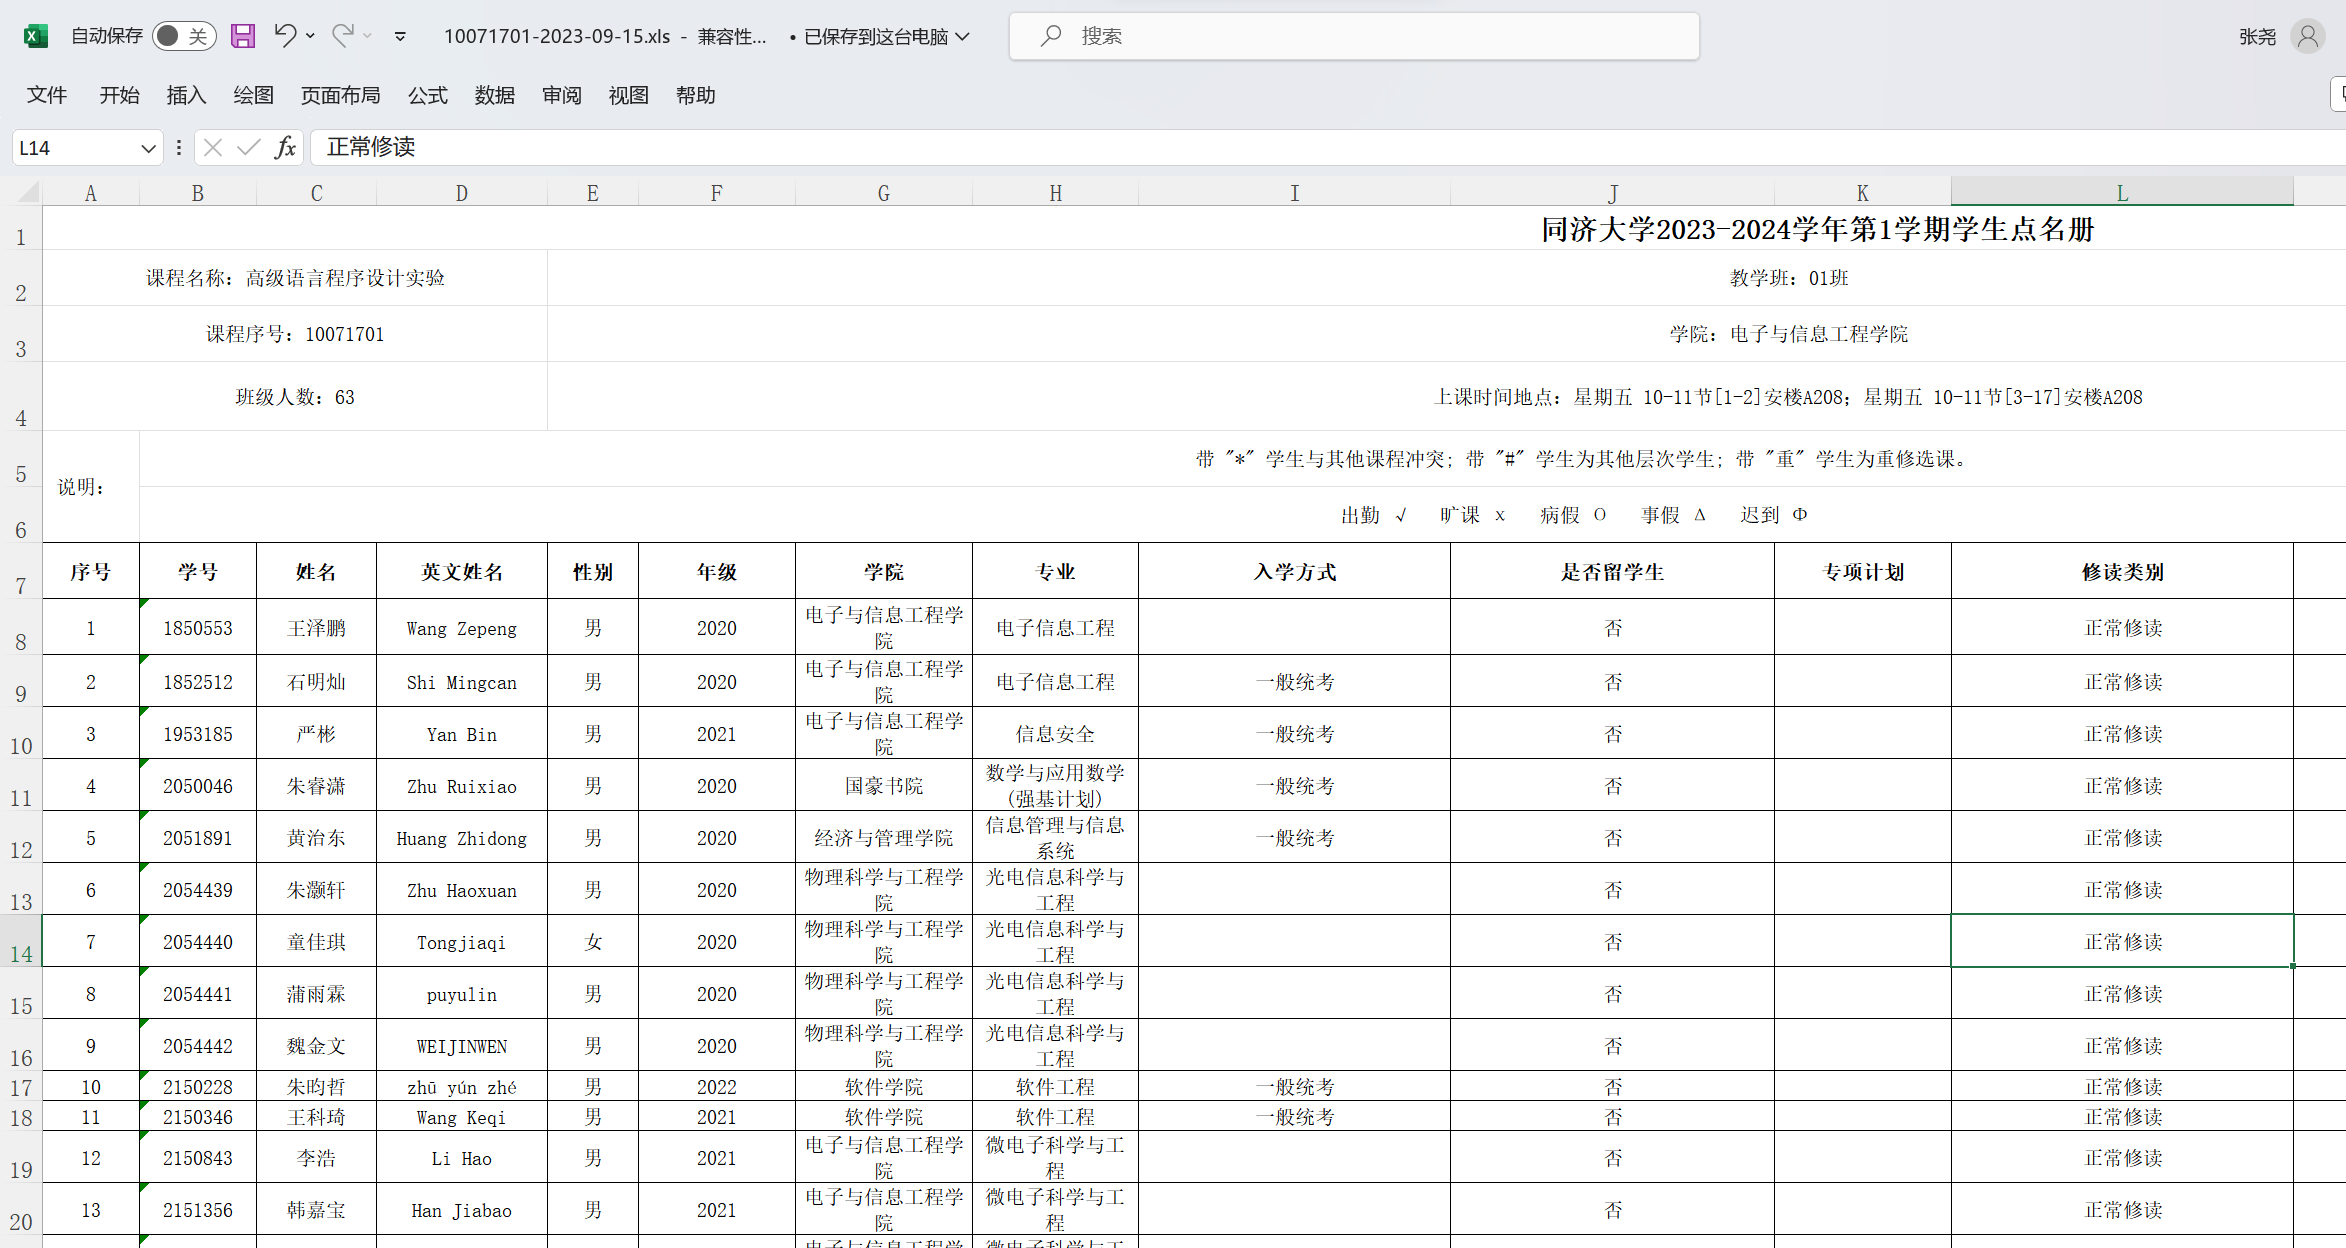 自动保存 关 10071701-2023-09-15.xls - 兼容性... • 已保存到这台电脑 搜索 张尧
文件 开始 插入 绘图 页面布局 公式 数据 审阅 视图 帮助
L14 fx 正常修读
A B C D E F G H I J K L
1 同济大学2023-2024学年第1学期学生点名册
2 课程名称：高级语言程序设计实验 教学班：01班
3 课程序号：10071701 学院：电子与信息工程学院
4 班级人数：63 上课时间地点：星期五 10-11节[1-2]安楼A208；星期五 10-11节[3-17]安楼A208
说明：
5 带 "*" 学生与其他课程冲突；带 "#" 学生为其他层次学生；带 "重" 学生为重修选课。
6 出勤 √ 旷课 x 病假 O 事假 Δ 迟到 Φ
7 序号 学号 姓名 英文姓名 性别 年级 学院 专业 入学方式 是否留学生 专项计划 修读类别
8 1 1850553 王泽鹏 Wang Zepeng 男 2020 电子与信息工程学院 电子信息工程 否 正常修读
9 2 1852512 石明灿 Shi Mingcan 男 2020 电子与信息工程学院 电子信息工程 一般统考 否 正常修读
10 3 1953185 严彬 Yan Bin 男 2021 电子与信息工程学院 信息安全 一般统考 否 正常修读
11 4 2050046 朱睿潇 Zhu Ruixiao 男 2020 国豪书院 数学与应用数学（强基计划） 一般统考 否 正常修读
12 5 2051891 黄治东 Huang Zhidong 男 2020 经济与管理学院 信息管理与信息系统 一般统考 否 正常修读
13 6 2054439 朱灏轩 Zhu Haoxuan 男 2020 物理科学与工程学院 光电信息科学与工程 否 正常修读
14 7 2054440 童佳琪 Tongjiaqi 女 2020 物理科学与工程学院 光电信息科学与工程 否 正常修读
15 8 2054441 蒲雨霖 puyulin 男 2020 物理科学与工程学院 光电信息科学与工程 否 正常修读
16 9 2054442 魏金文 WEIJINWEN 男 2020 物理科学与工程学院 光电信息科学与工程 否 正常修读
17 10 2150228 朱昀哲 zhū yún zhé 男 2022 软件学院 软件工程 一般统考 否 正常修读
18 11 2150346 王科琦 Wang Keqi 男 2021 软件学院 软件工程 一般统考 否 正常修读
19 12 2150843 李浩 Li Hao 男 2021 电子与信息工程学院 微电子科学与工程 否 正常修读
20 13 2151356 韩嘉宝 Han Jiabao 男 2021 电子与信息工程学院 微电子科学与工程 否 正常修读